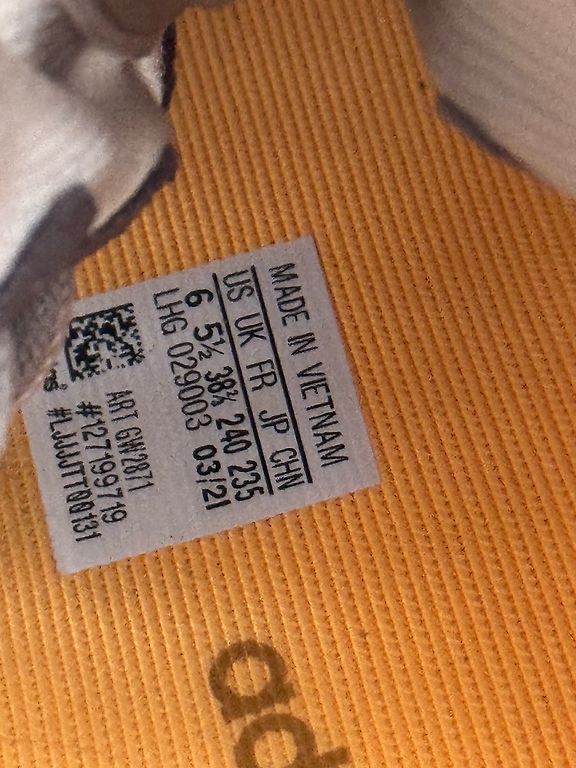 MADE IN VIETNAM
US UK FR JP CHN
6 5½ 38⅔ 240 235
LHG 029003 03/21
ART GW2871
#127199719
ad